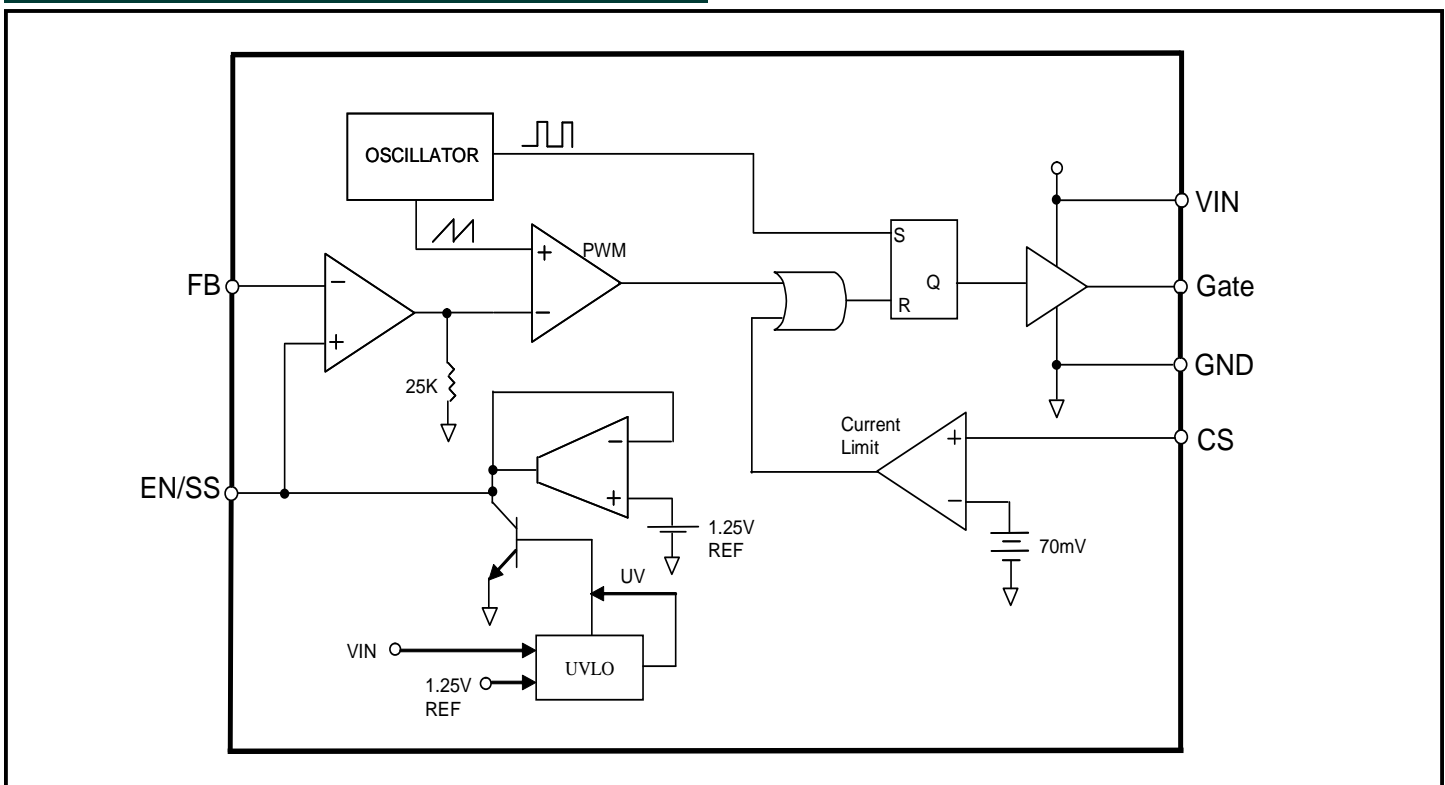 OSCILLATOR
PWM
VIN
S
FB
−
+
Q
Gate
−
R
+
25K
GND
Current
Limit
+
CS
−
EN/SS
+
−
1.25V
REF
70mV
UV
VIN
UVLO
1.25V
REF